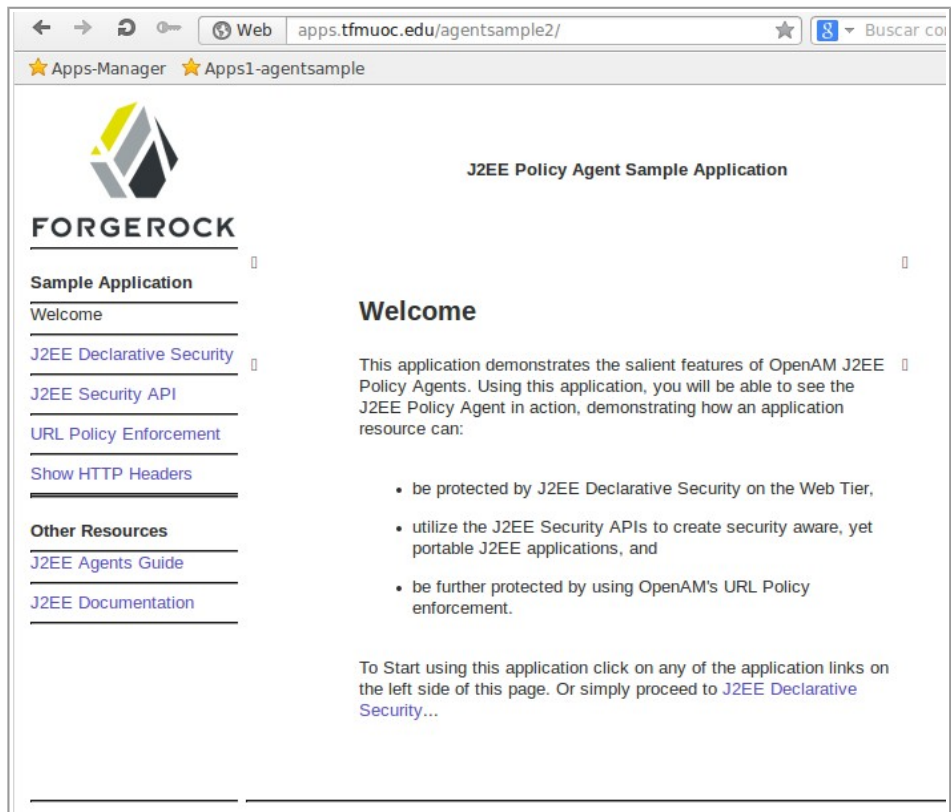 Web
apps.tfmuoc.edu/agentsample2/
8
Buscar
Apps-Manager
Apps1-agentsample
FORGEROCK
J2EE Policy Agent Sample Application
Sample Application
Welcome
J2EE Declarative Security
J2EE Security API
URL Policy Enforcement
Show HTTP Headers
Other Resources
J2EE Agents Guide
J2EE Documentation
Welcome
This application demonstrates the salient features of OpenAM J2EE
Policy Agents. Using this application, you will be able to see the
J2EE Policy Agent in action, demonstrating how an application
resource can:
• be protected by J2EE Declarative Security on the Web Tier,
• utilize the J2EE Security APIs to create security aware, yet
portable J2EE applications, and
• be further protected by using OpenAM's URL Policy
enforcement.
To Start using this application click on any of the application links on
the left side of this page. Or simply proceed to J2EE Declarative
Security...